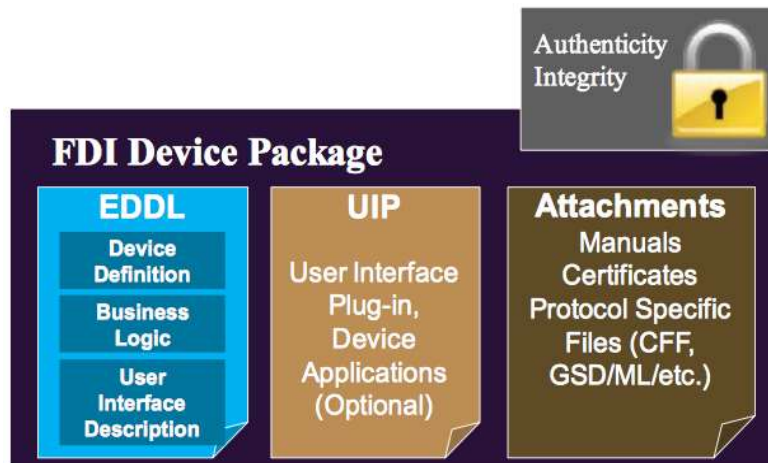 Authenticity
Integrity
FDI Device Package
EDDL
Device
Definition
Business
Logic
User
Interface
Description
UIP
User Interface
Plug-in,
Device
Applications
(Optional)
Attachments
Manuals
Certificates
Protocol Specific
Files (CFF,
GSD/ML/etc.)